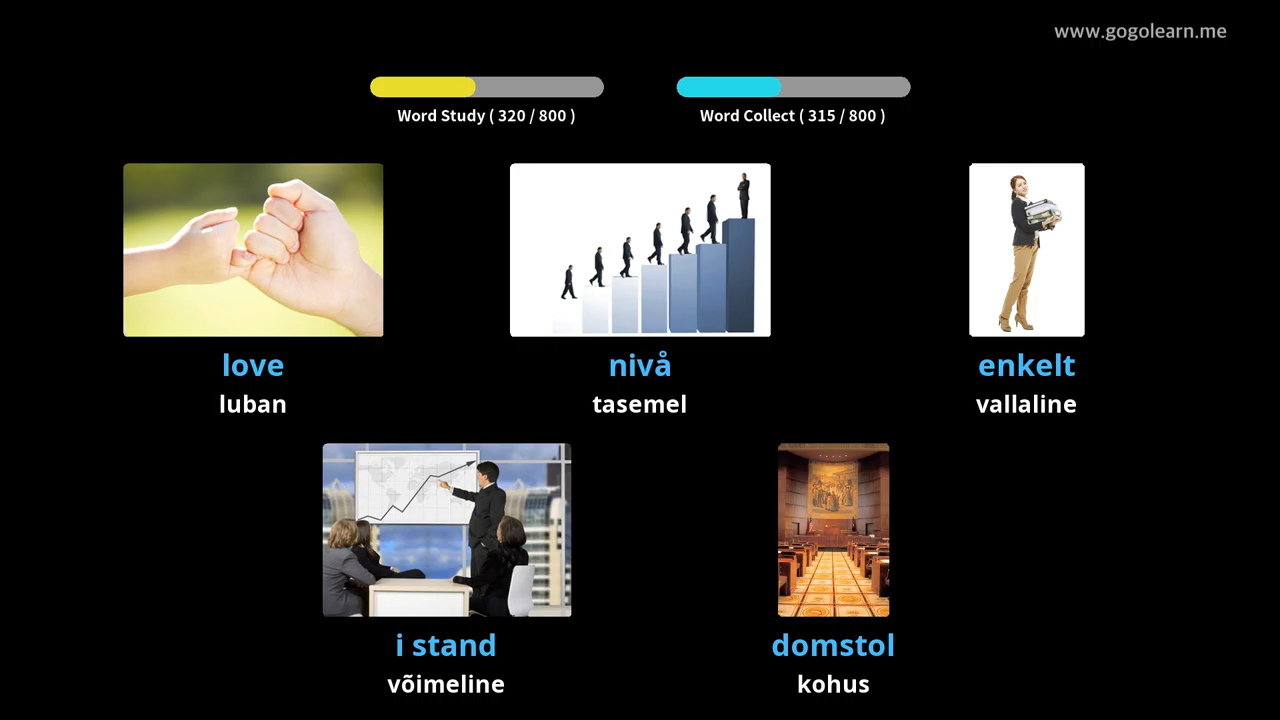 www.gogolearn.me
Word Study ( 320 / 800 )
Word Collect ( 315 / 800 )
love
luban
nivå
tasemel
enkelt
vallaline
i stand
võimeline
domstol
kohus